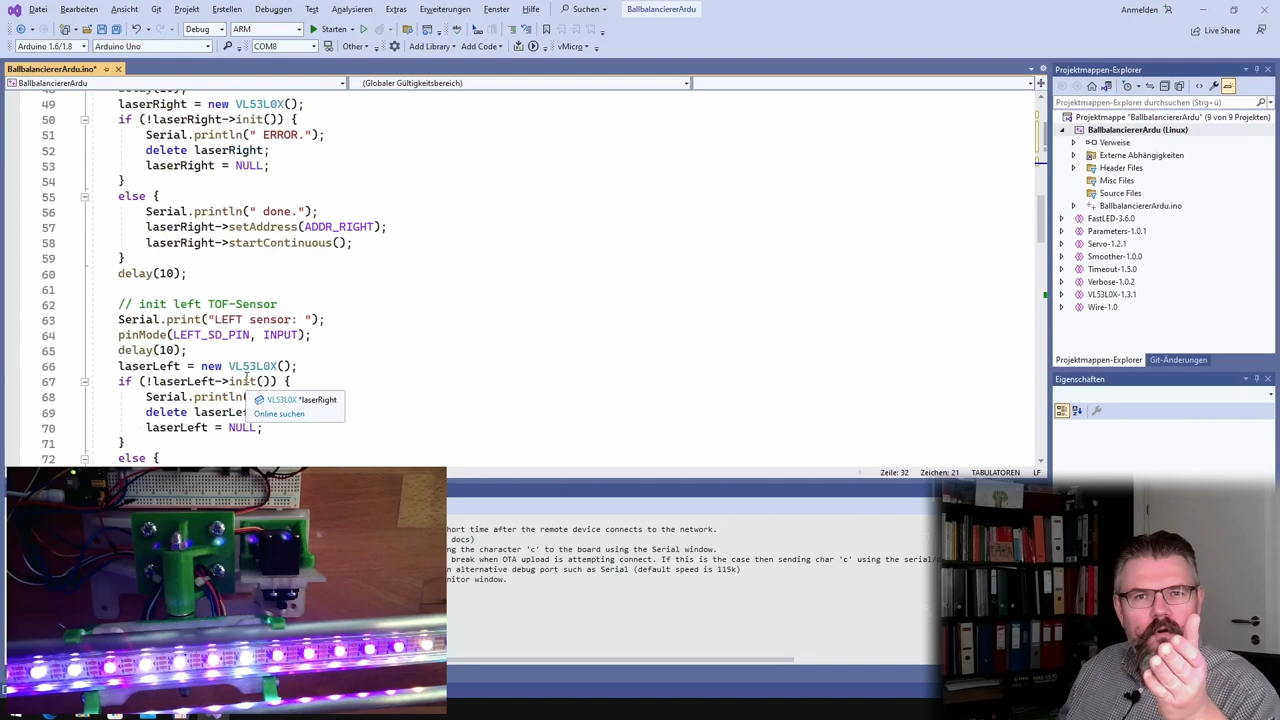 Datei Bearbeiten Ansicht Git Projekt Erstellen Debuggen Test Analysieren Extras Erweiterungen Fenster Hilfe Suchen BallbalanciererArdu Anmelden
Debug ARM Starten Live Share
Arduino 1.6/1.8 Arduino Uno COM8 Other Add Library Add Code vMicro
BallbalanciererArdu.ino*
BallbalanciererArdu (Globaler Gültigkeitsbereich)
49 laserRight = new VL53L0X();
50 if (!laserRight->init()) {
51 Serial.println(" ERROR.");
52 delete laserRight;
53 laserRight = NULL;
54 }
55 else {
56 Serial.println(" done.");
57 laserRight->setAddress(ADDR_RIGHT);
58 laserRight->startContinuous();
59 }
60 delay(10);
61
62 // init left TOF-Sensor
63 Serial.print("LEFT sensor: ");
64 pinMode(LEFT_SD_PIN, INPUT);
65 delay(10);
66 laserLeft = new VL53L0X();
67 if (!laserLeft->init()) {
68 Serial.println(
VL53L0X *laserRight
69 delete laserLe
Online suchen
70 laserLeft = NULL;
71 }
72 else {
Zeile: 32 Zeichen: 21 TABULATOREN LF
hort time after the remote device connects to the network.
docs)
ng the character 'c' to the board using the Serial window.
break when OTA upload is attempting connect. If this is the case then sending char 'c' using the serial/
n alternative debug port such as Serial (default speed is 115k)
nitor window.
Projektmappen-Explorer
Projektmappen-Explorer durchsuchen (Strg+ü)
Projektmappe "BallbalanciererArdu" (9 von 9 Projekten)
BallbalanciererArdu (Linux)
Verweise
Externe Abhängigkeiten
Header Files
Misc Files
Source Files
BallbalanciererArdu.ino
FastLED-3.6.0
Parameters-1.0.1
Servo-1.2.1
Smoother-1.0.0
Timeout-1.5.0
Verbose-1.0.2
VL53L0X-1.3.1
Wire-1.0
Projektmappen-Explorer Git-Änderungen
Eigenschaften